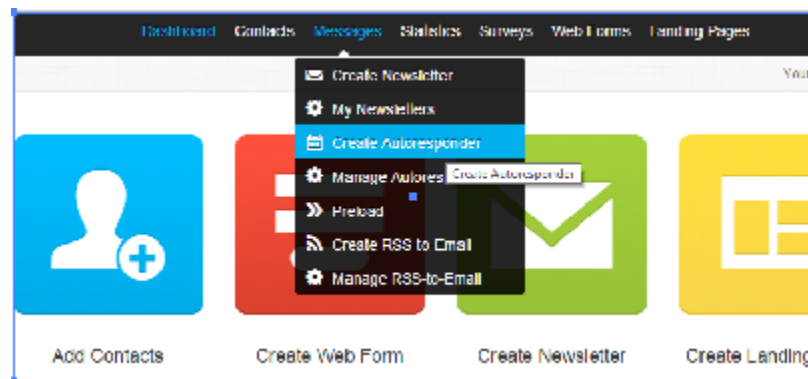 Dashboard Contacts Messages Statistics Surveys Web Forms Landing Pages
You
Create Newsletter
My Newsletters
Create Autoresponder
Manage Autores
Create Autoresponder
Preload
Create RSS to Email
Manage RSS-to-Email
Add Contacts Create Web Form Create Newsletter Create Landing